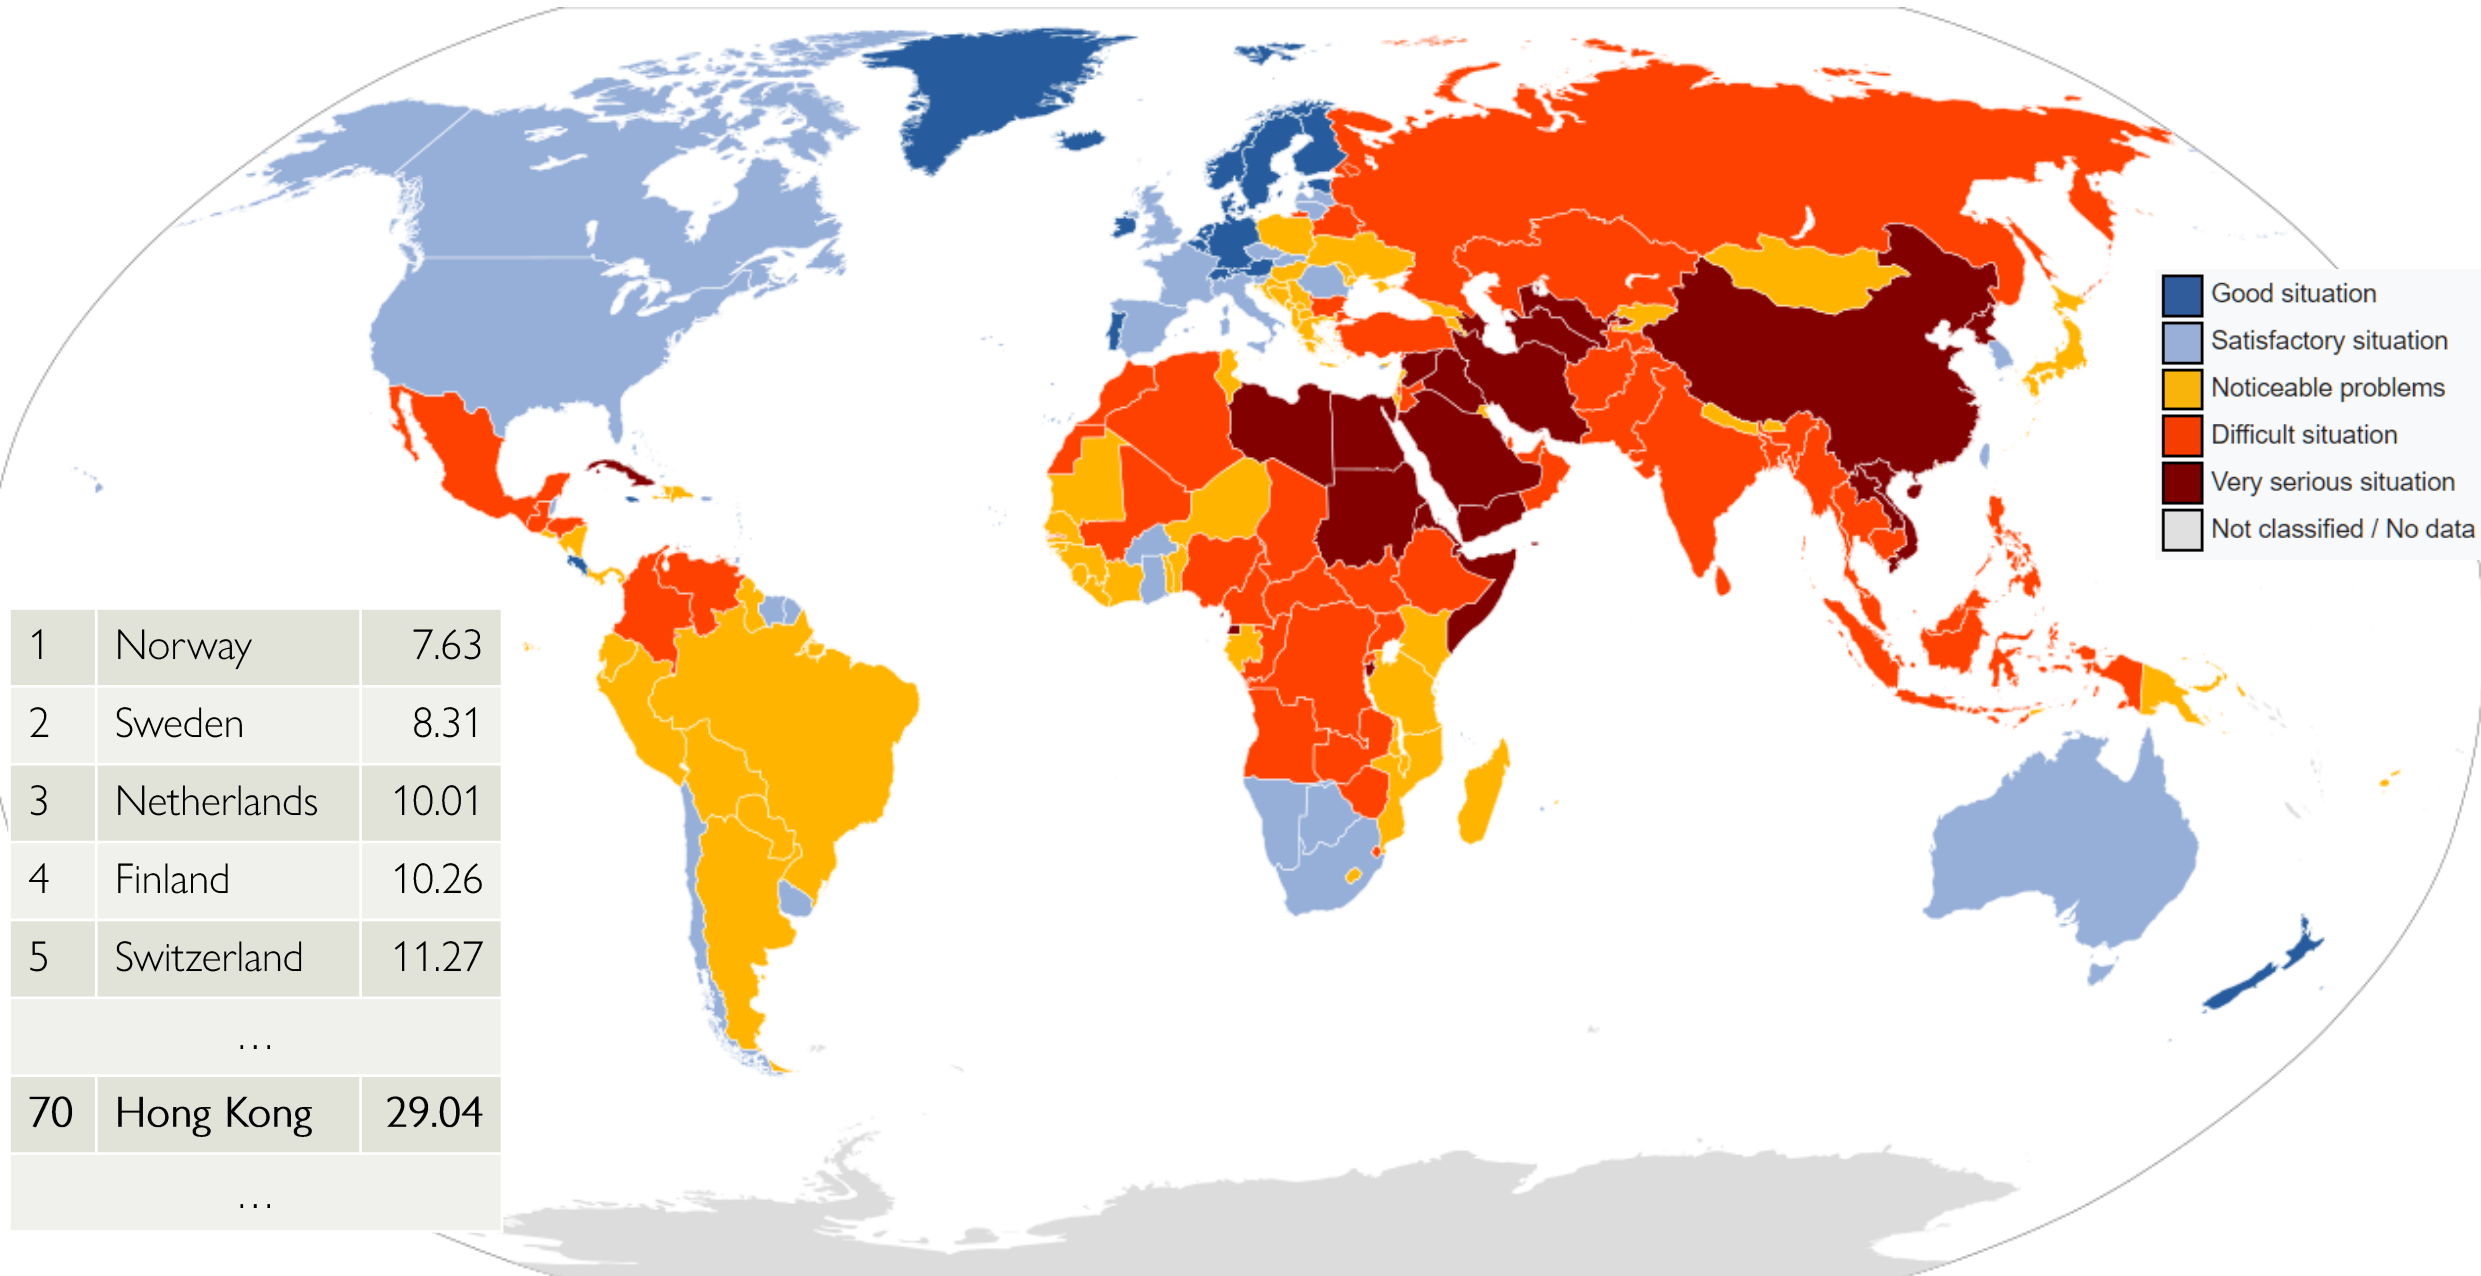 Good situation
Satisfactory situation
Noticeable problems
Difficult situation
Very serious situation
Not classified / No data
1 Norway 7.63
2 Sweden 8.31
3 Netherlands 10.01
4 Finland 10.26
5 Switzerland 11.27
...
70 Hong Kong 29.04
...